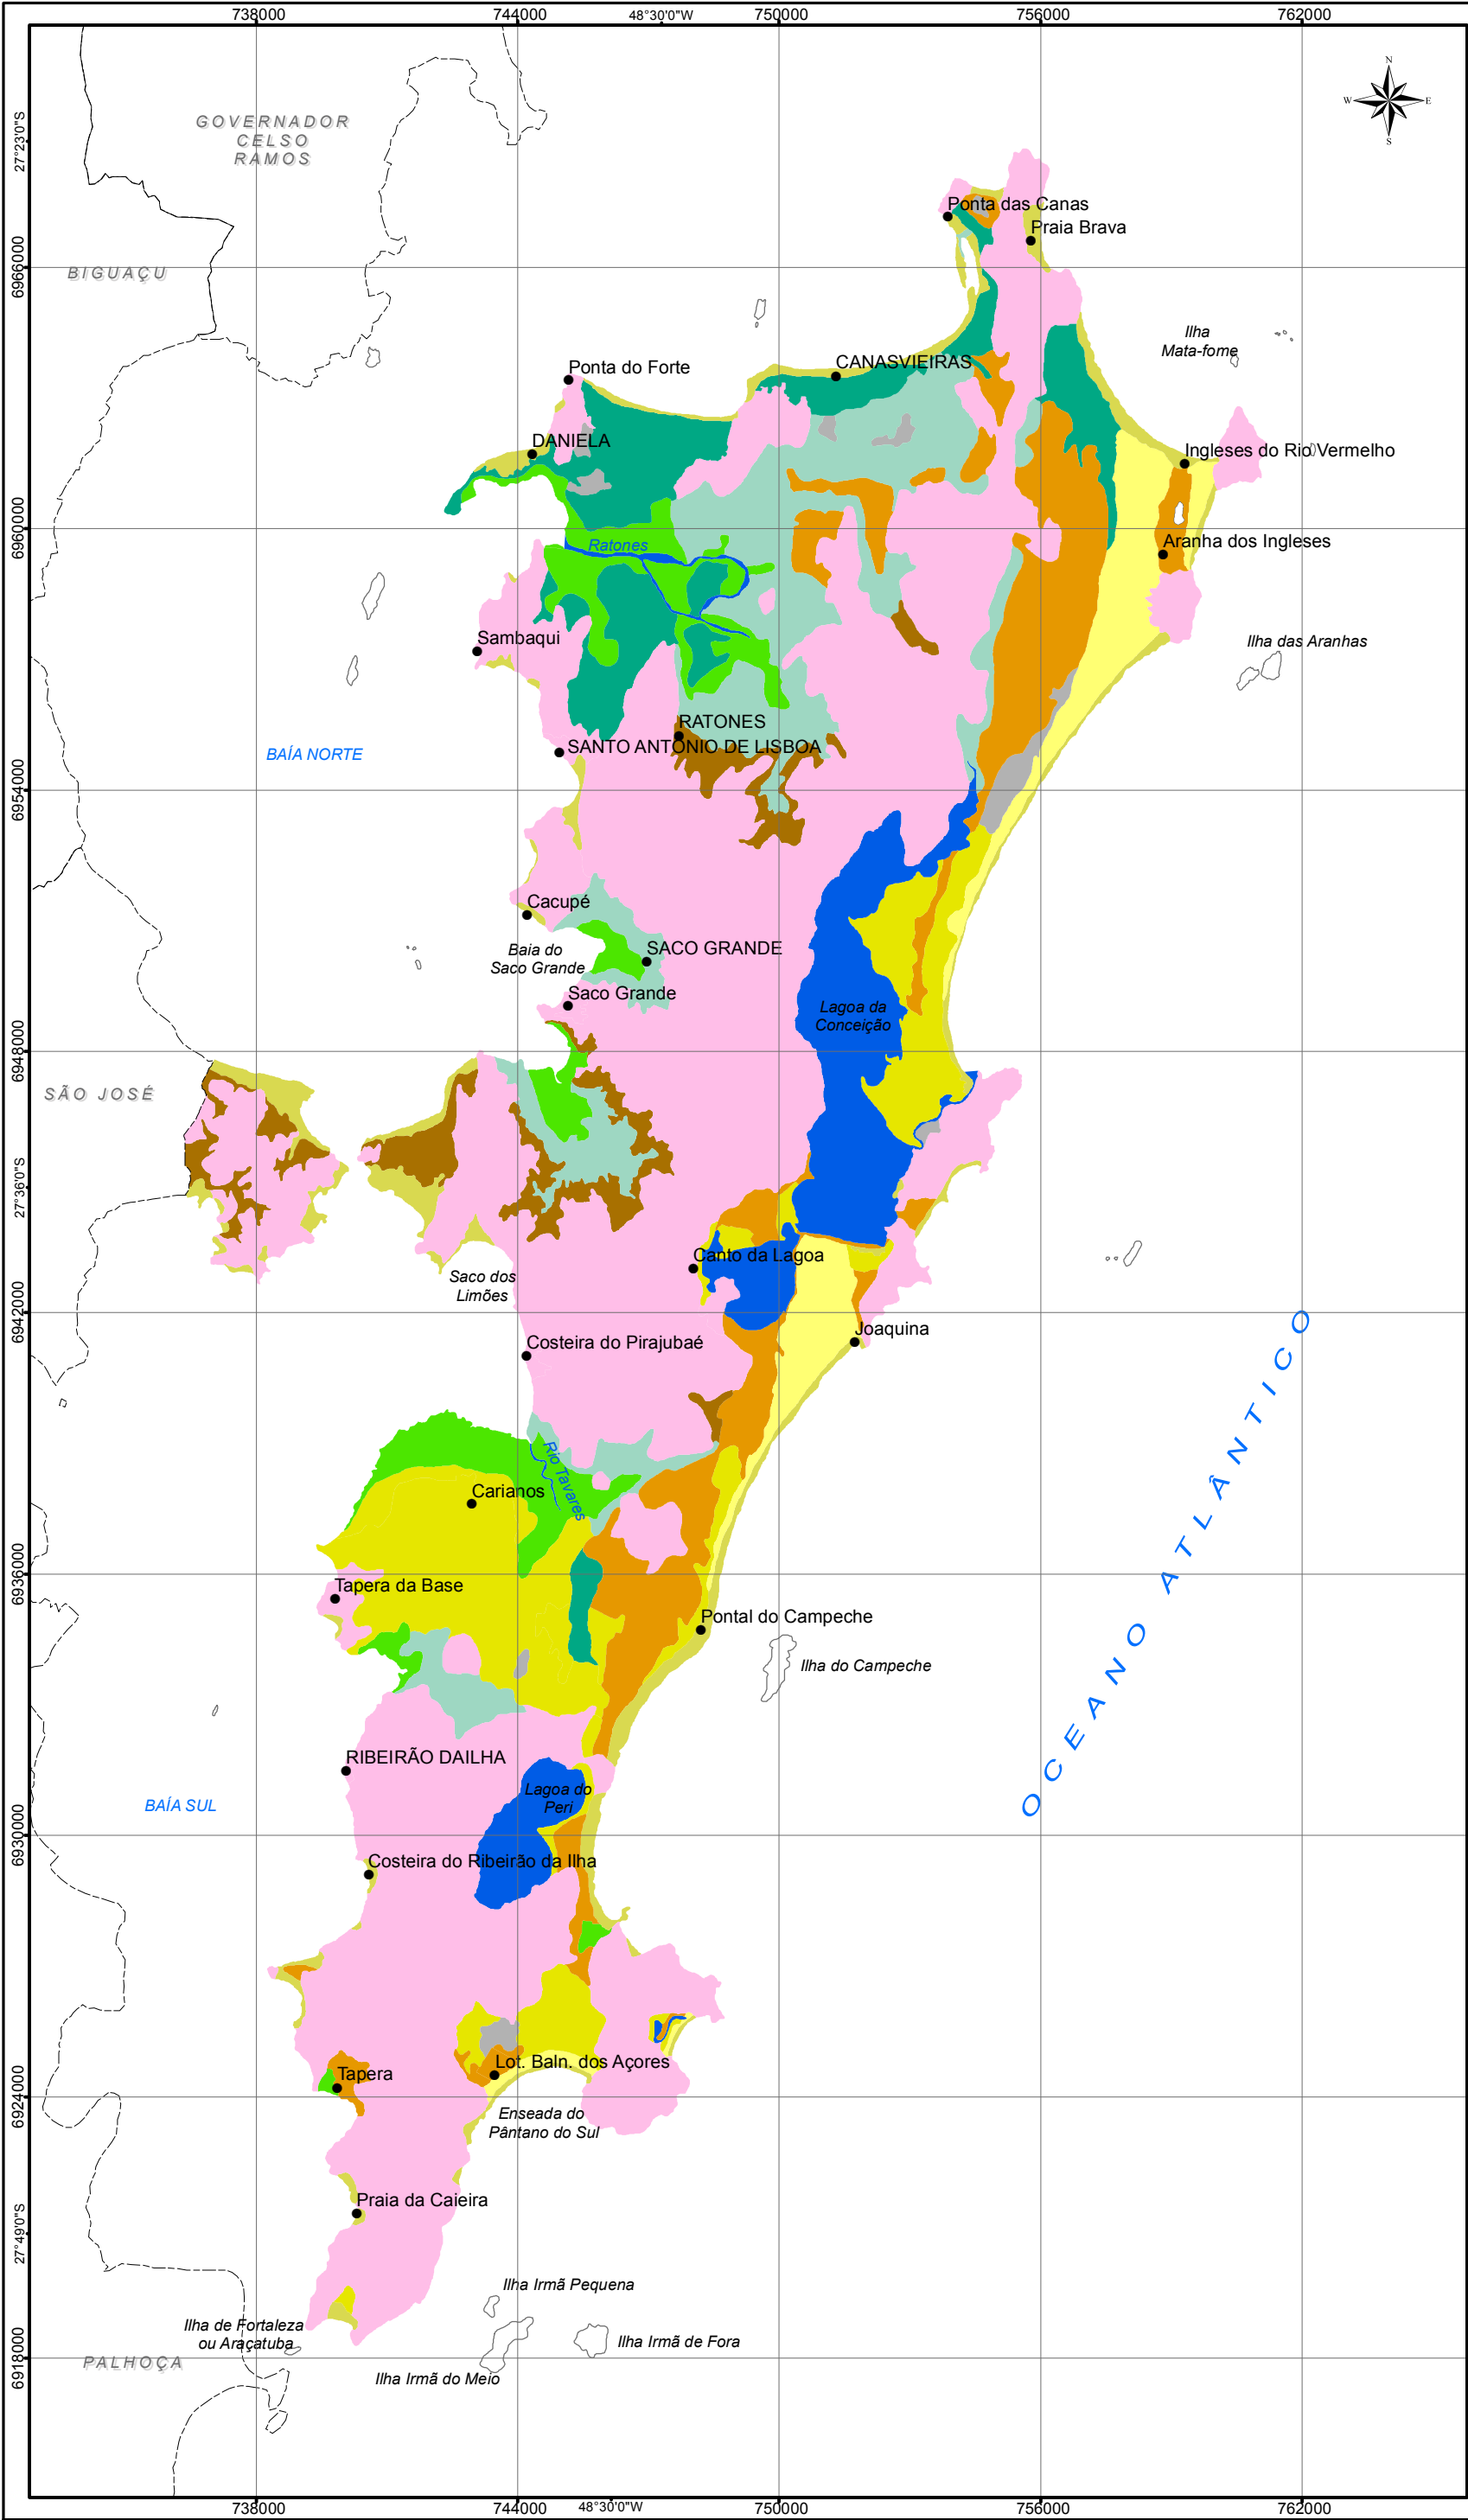 738000
744000
48°30'0"W
750000
756000
762000
N
W
E
S
27°23'0"S
GOVERNADOR
CELSO
RAMOS
Ponta das Canas
Praia Brava
6966000
BIGUAÇU
Ilha
Mata-fome
Ponta do Forte
CANASVIEIRAS
DANIELA
Ingleses do Rio Vermelho
6960000
Ratones
Aranha dos Ingleses
Sambaqui
Ilha das Aranhas
RATONES
SANTO ANTONIO DE LISBOA
BAÍA NORTE
6954000
Cacupé
Baia do
Saco Grande
SACO GRANDE
Saco Grande
Lagoa da
Conceição
6948000
SÃO JOSÉ
27°36'0"S
Canto da Lagoa
Saco dos
Limões
6942000
Joaquina
Costeira do Pirajubaé
OCEANO ATLÂNTICO
Rio Tavares
Carianos
6936000
Tapera da Base
Pontal do Campeche
Ilha do Campeche
RIBEIRÃO DAILHA
Lagoa do
Peri
BAÍA SUL
6930000
Costeira do Ribeirão da Ilha
Lot. Baln. dos Açores
Tapera
6924000
Enseada do
Pântano do Sul
Praia da Caieira
27°49'0"S
Ilha Irmã Pequena
Ilha de Fortaleza
ou Araçatuba
Ilha Irmã de Fora
PALHOÇA
6918000
Ilha Irmã do Meio
738000
744000
48°30'0"W
750000
756000
762000